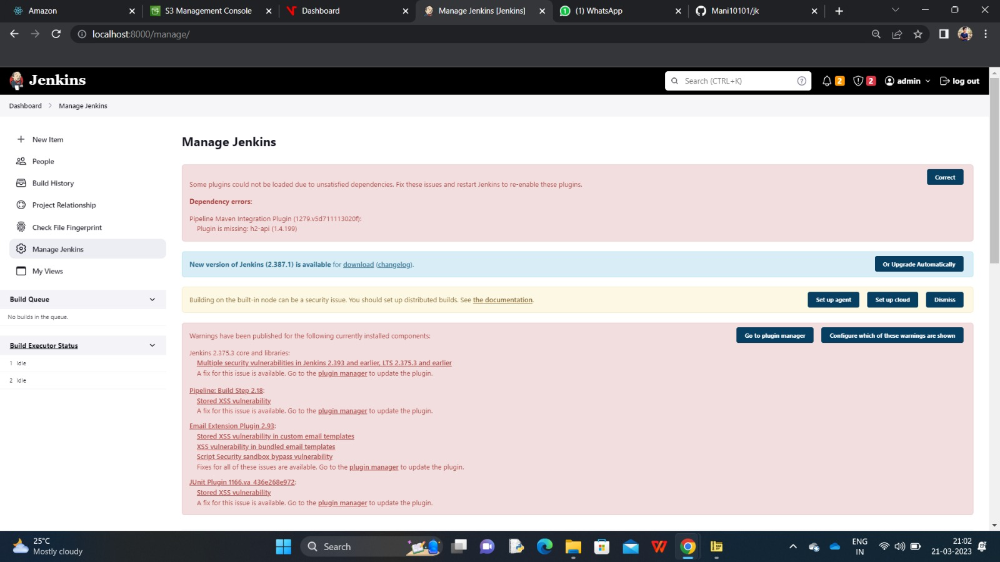 Amazon
S3 Management Console
Dashboard
Manage Jenkins [Jenkins]
(1) WhatsApp
Mani10101/jk
localhost:8000/manage/
Jenkins
Search (CTRL+K)
2
2
admin
log out
Dashboard
Manage Jenkins
New Item
People
Build History
Project Relationship
Check File Fingerprint
Manage Jenkins
My Views
Build Queue
No builds in the queue.
Build Executor Status
1 Idle
2 Idle
Manage Jenkins
Some plugins could not be loaded due to unsatisfied dependencies. Fix these issues and restart Jenkins to re-enable these plugins.
Correct
Dependency errors:
Pipeline Maven Integration Plugin (1279.v5d711113020f):
Plugin is missing: h2-api (1.4.199)
New version of Jenkins (2.387.1) is available for download (changelog).
Or Upgrade Automatically
Building on the built-in node can be a security issue. You should set up distributed builds. See the documentation.
Set up agent
Set up cloud
Dismiss
Warnings have been published for the following currently installed components:
Go to plugin manager
Configure which of these warnings are shown
Jenkins 2.375.3 core and libraries:
Multiple security vulnerabilities in Jenkins 2.393 and earlier, LTS 2.375.3 and earlier
A fix for this issue is available. Go to the plugin manager to update the plugin.
Pipeline: Build Step 2.18:
Stored XSS vulnerability
A fix for this issue is available. Go to the plugin manager to update the plugin.
Email Extension Plugin 2.93:
Stored XSS vulnerability in custom email templates
XSS vulnerability in bundled email templates
Script Security sandbox bypass vulnerability
Fixes for all of these issues are available. Go to the plugin manager to update the plugin.
JUnit Plugin 1166.va_436e268e972:
Stored XSS vulnerability
A fix for this issue is available. Go to the plugin manager to update the plugin.
25°C
Mostly cloudy
Search
ENG
IN
21:02
21-03-2023